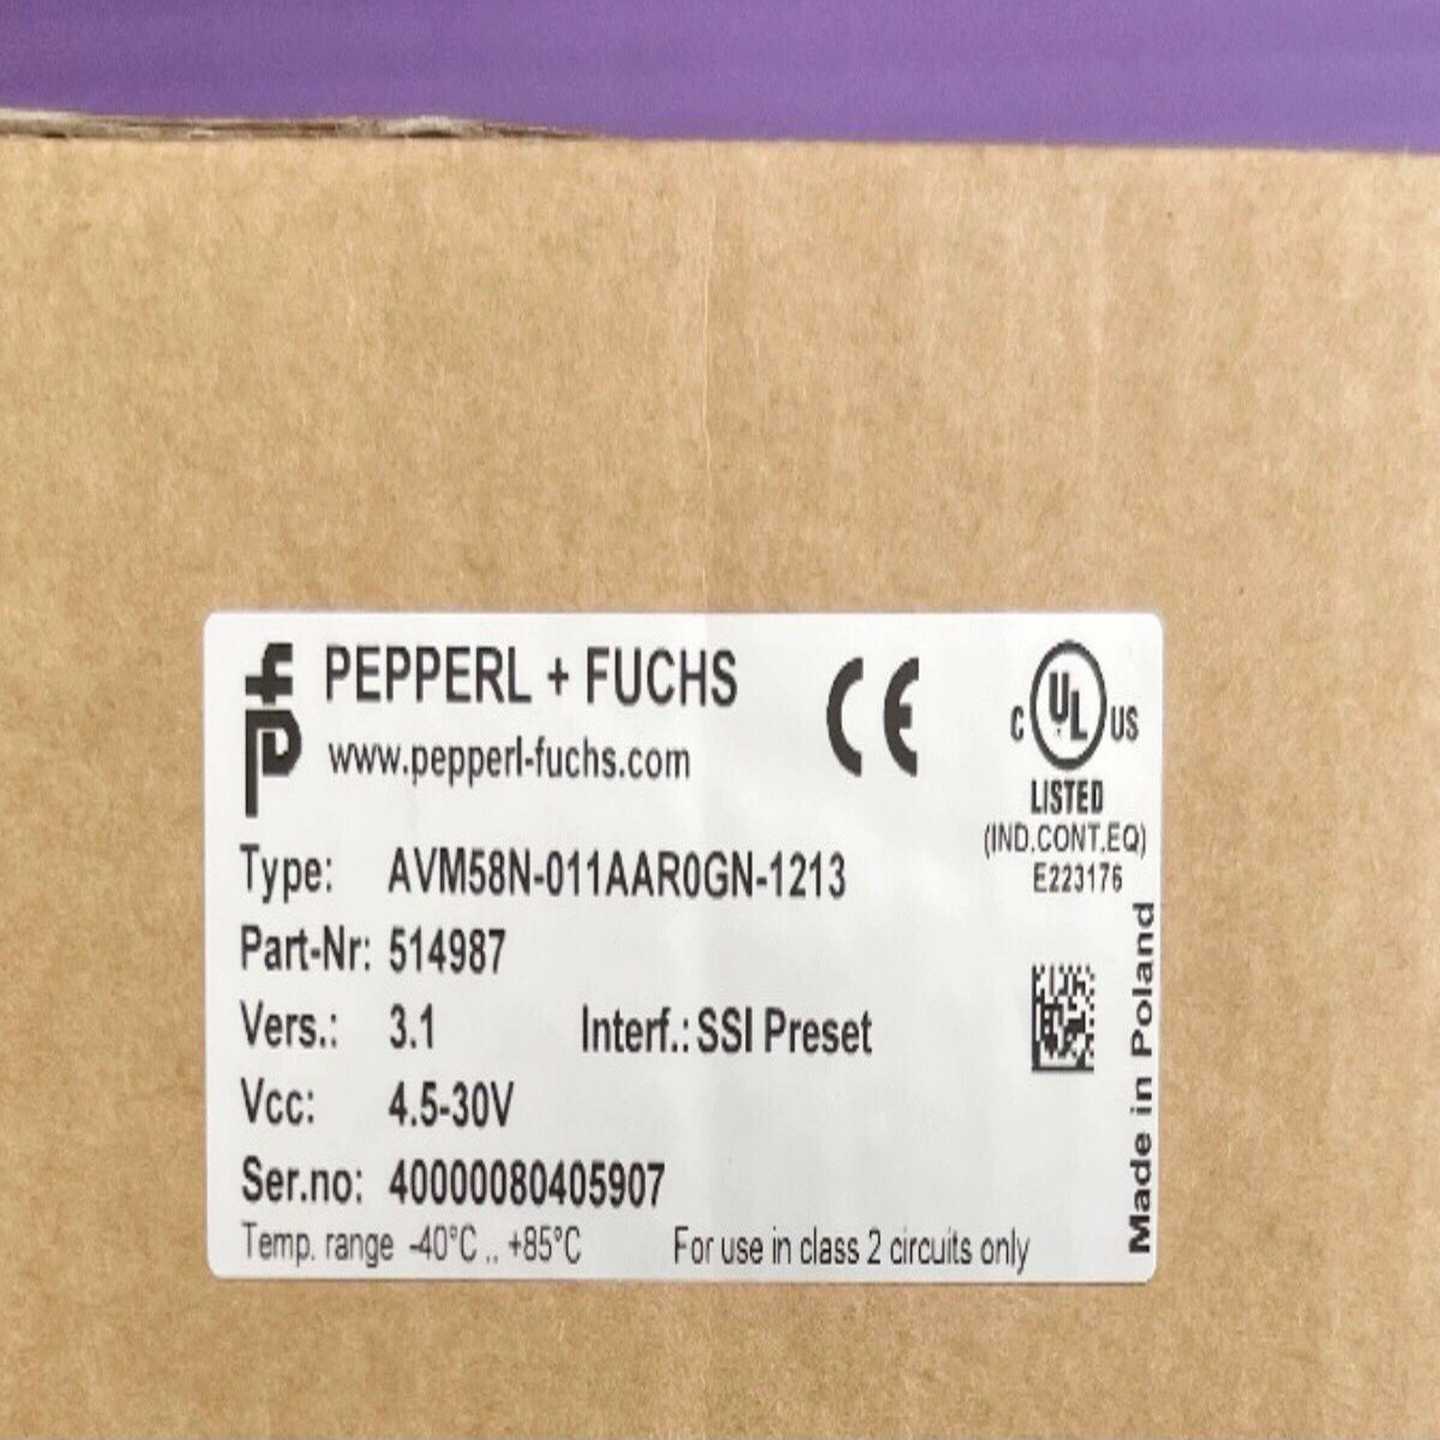 PEPPERL + FUCHS
www.pepperl-fuchs.com
CE
C UL US
LISTED
(IND.CONT.EQ)
E223176
Type: AVM58N-011AAR0GN-1213
Part-Nr: 514987
Vers.: 3.1 Interf.: SSI Preset
Vcc: 4.5-30V
Ser.no: 40000080405907
Temp. range -40°C .. +85°C For use in class 2 circuits only
Made in Poland